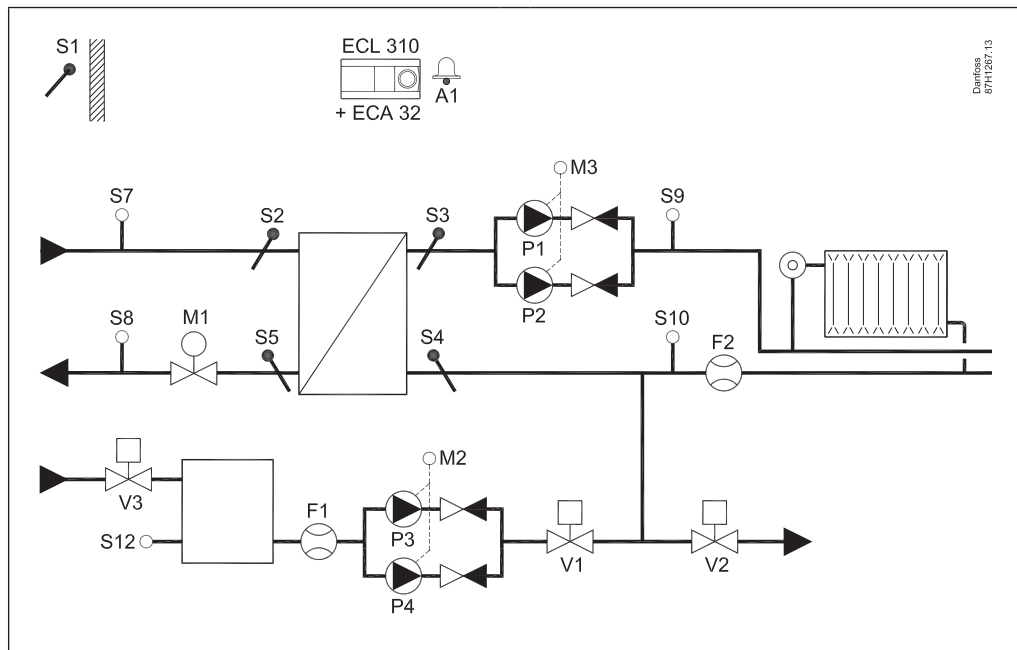 S1
ECL 310
A1
+ ECA 32
Danfoss
87H1267.13
M3
S7
S2
S3
S9
P1
P2
S8
M1
S5
S4
S10
F2
M2
V3
F1
P3
S12
V1
V2
P4